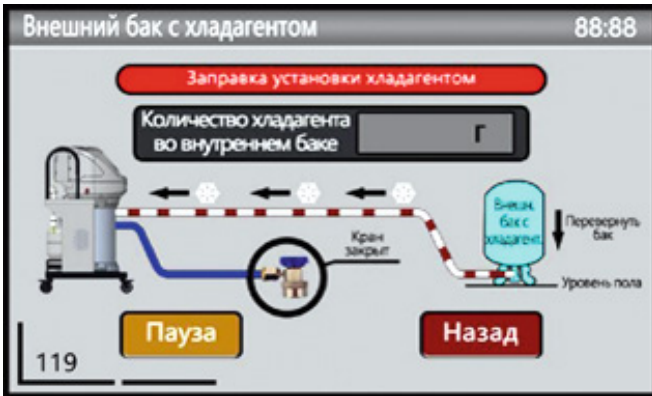 Внешний бак с хладагентом 88:88
Заправка установки хладагентом
Количество хладагента
во внутреннем баке
г
Внешн.
бак с
хладагент.
Перевернуть
бак
Кран
закрыт
Уровень пола
Пауза
Назад
119